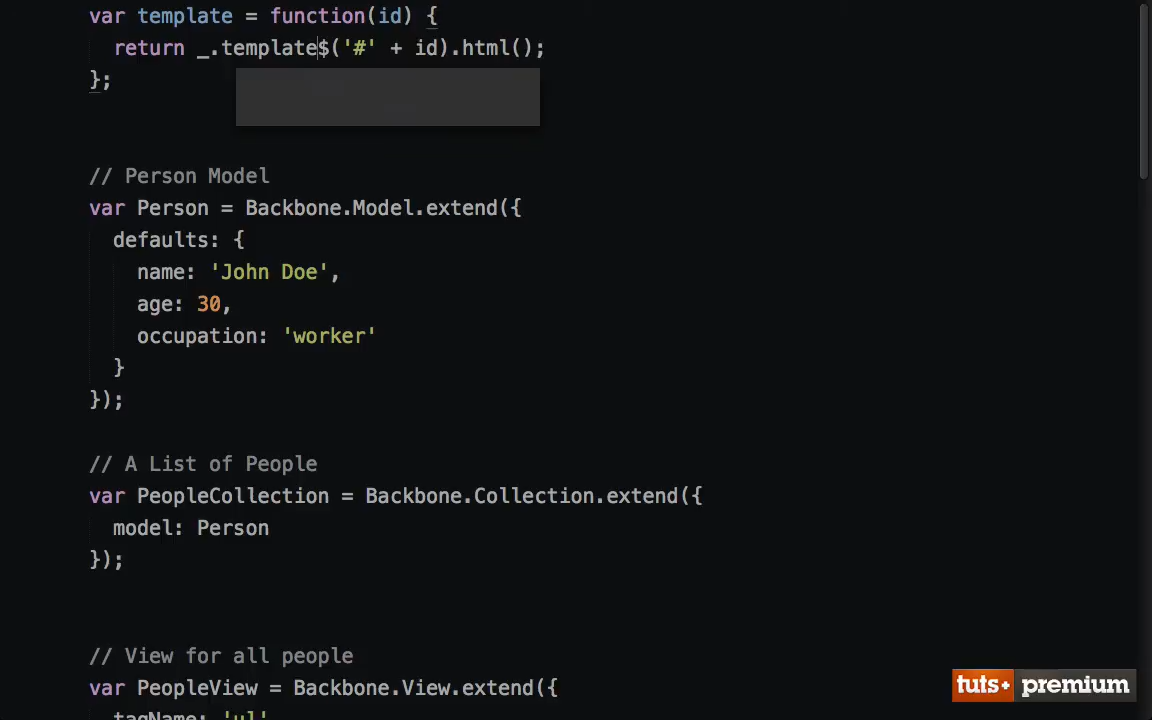 var template = function(id) {
  return _.template$('#' + id).html();
};
// Person Model
var Person = Backbone.Model.extend({
  defaults: {
    name: 'John Doe',
    age: 30,
    occupation: 'worker'
  }
});
// A List of People
var PeopleCollection = Backbone.Collection.extend({
  model: Person
});
// View for all people
var PeopleView = Backbone.View.extend({
  tagName: 'ul'
tuts+ premium